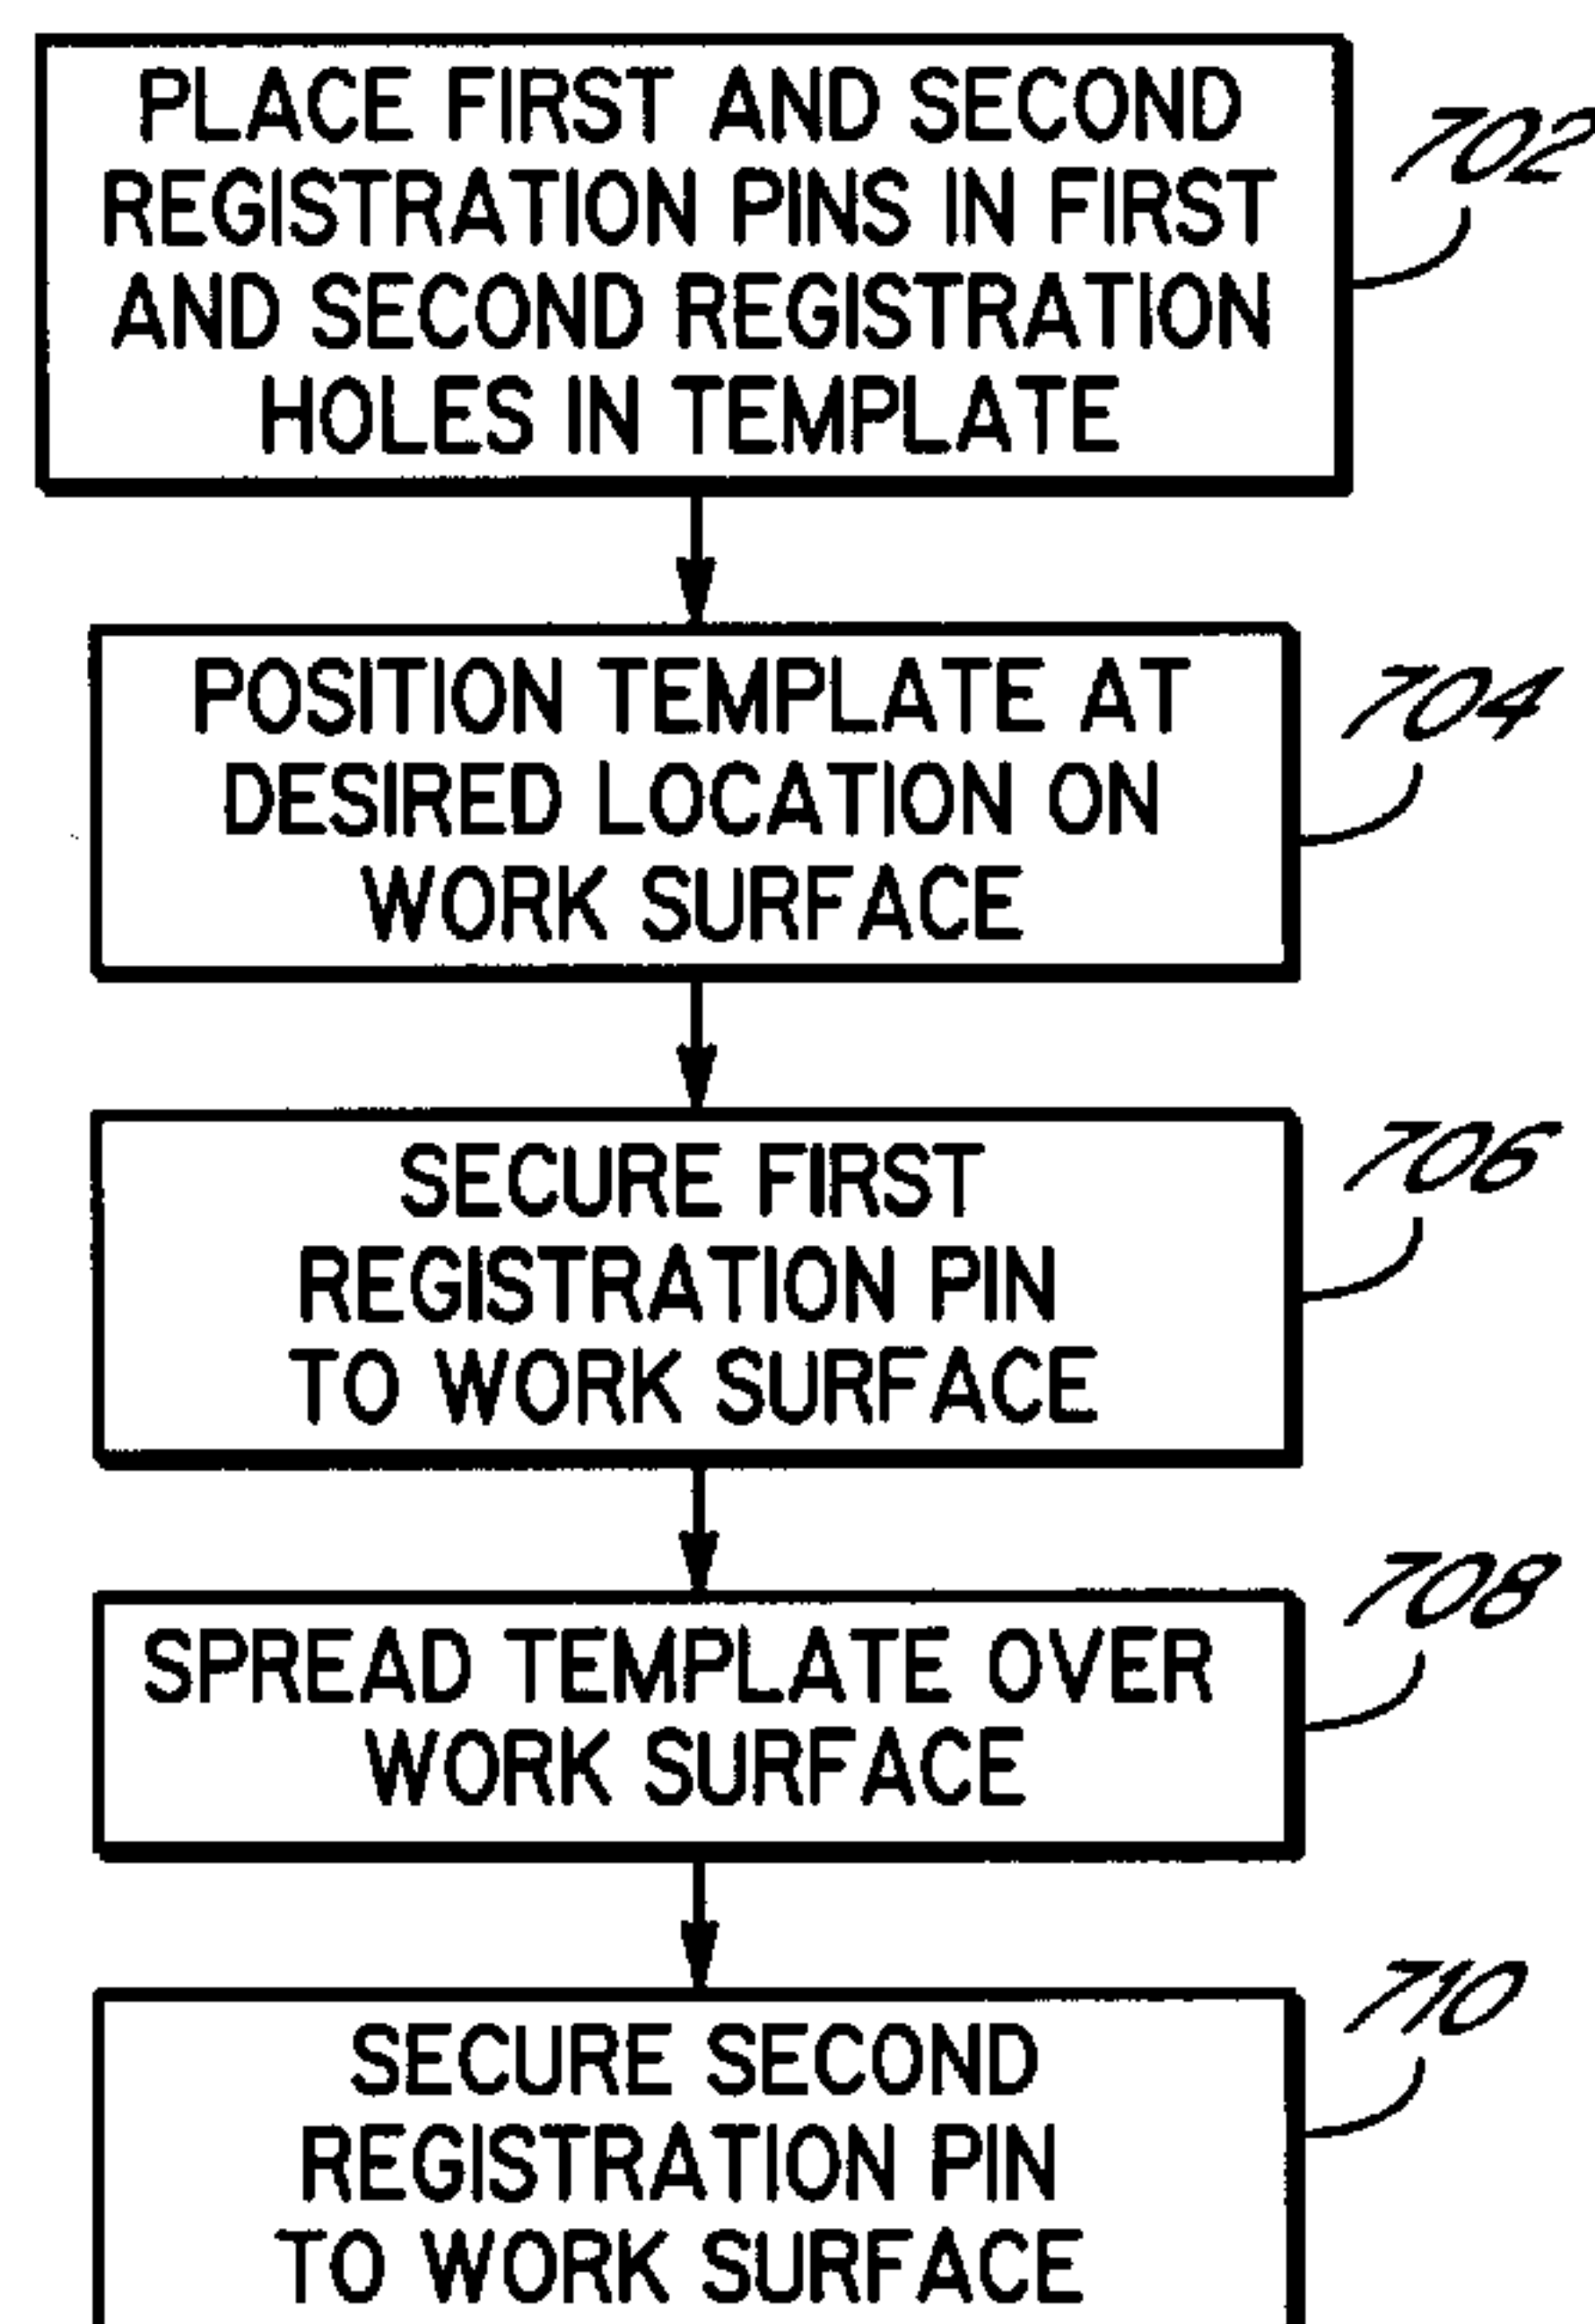 PLACE FIRST AND SECOND
REGISTRATION PINS IN FIRST
AND SECOND REGISTRATION
HOLES IN TEMPLATE
702
POSITION TEMPLATE AT
DESIRED LOCATION ON
WORK SURFACE
704
SECURE FIRST
REGISTRATION PIN
TO WORK SURFACE
706
SPREAD TEMPLATE OVER
WORK SURFACE
708
SECURE SECOND
REGISTRATION PIN
TO WORK SURFACE
710